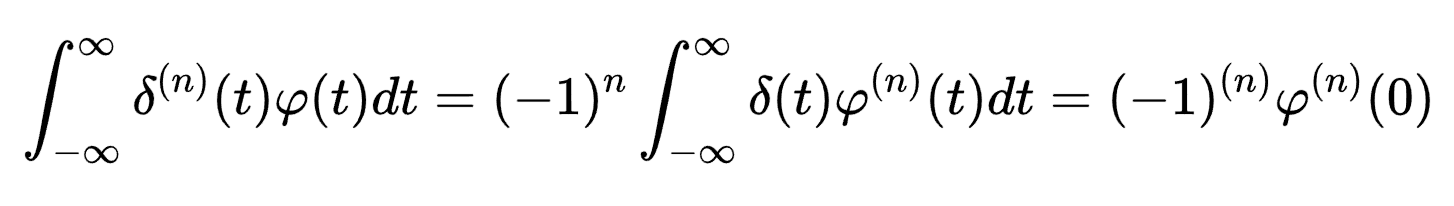 ∫_{-∞}^{∞} δ^{(n)}(t)φ(t)dt = (−1)^n ∫_{-∞}^{∞} δ(t)φ^{(n)}(t)dt = (−1)^{(n)}φ^{(n)}(0)